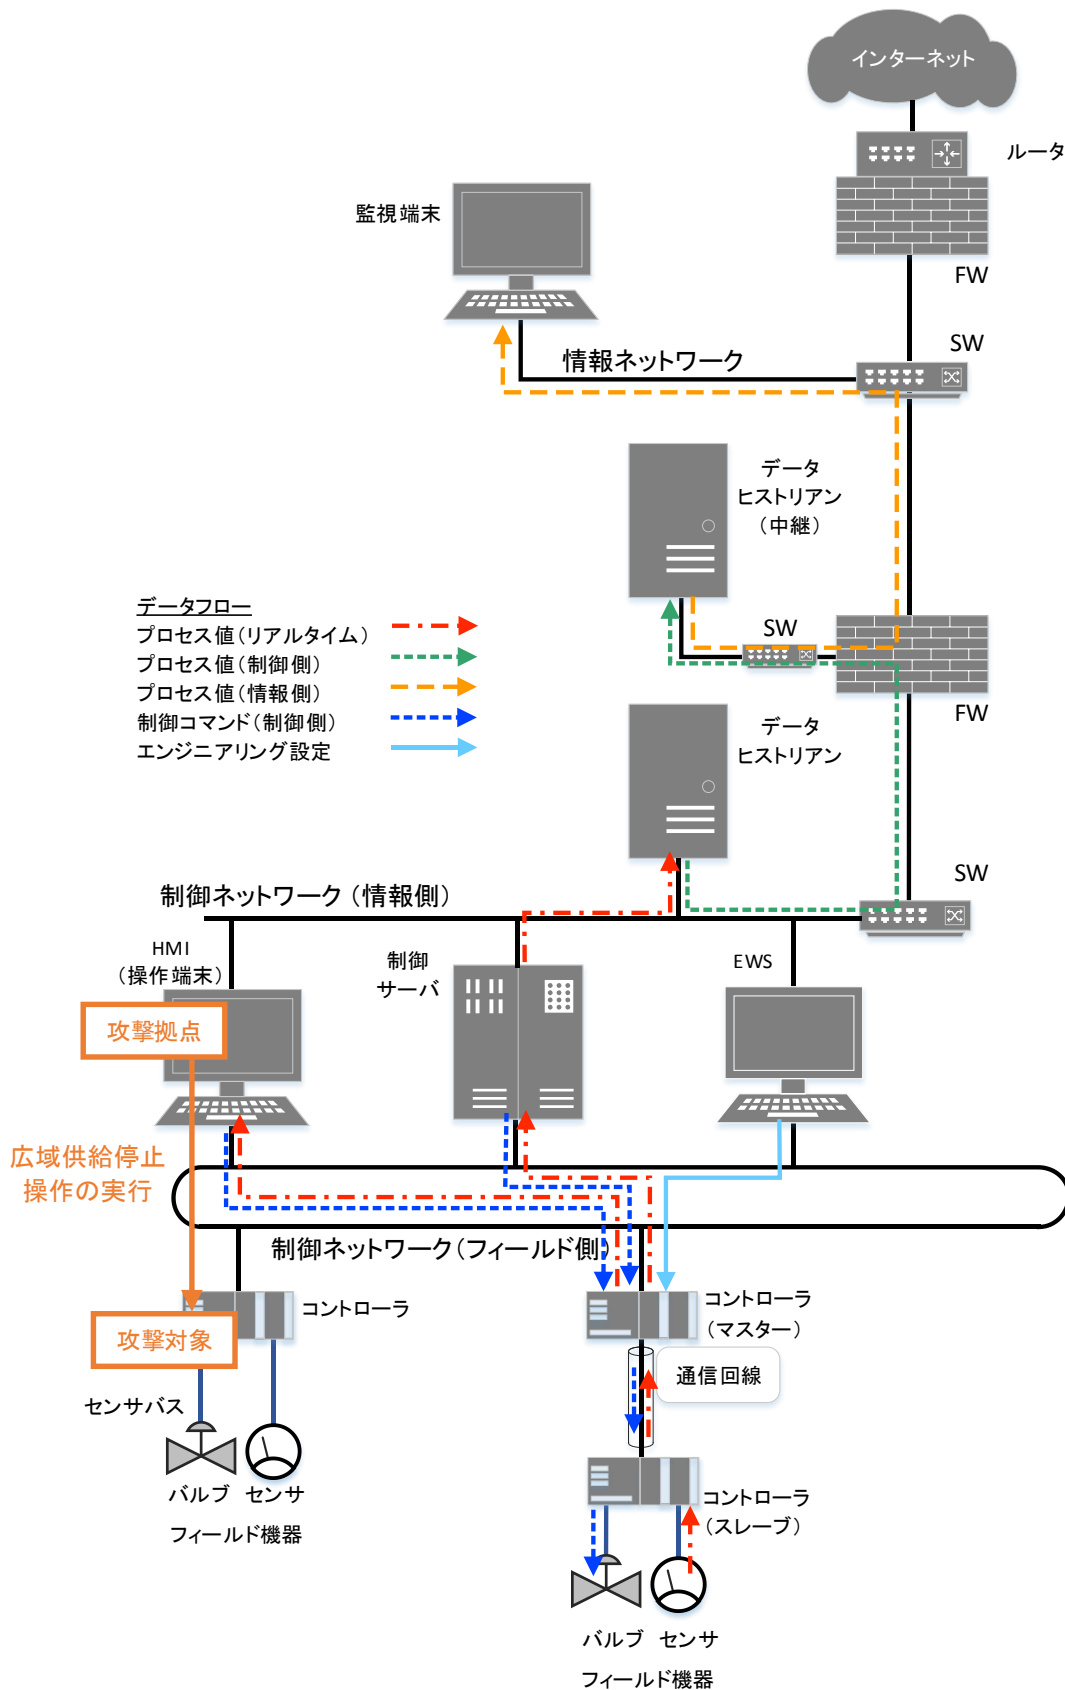 インターネット
ルータ
監視端末
FW
SW
情報ネットワーク
データ
ヒストリアン
（中継）
データフロー
プロセス値（リアルタイム）
プロセス値（制御側）
プロセス値（情報側）
制御コマンド（制御側）
エンジニアリング設定
SW
FW
データ
ヒストリアン
SW
制御ネットワーク（情報側）
HMI
（操作端末）
制御
サーバ
EWS
攻撃拠点
広域供給停止
操作の実行
制御ネットワーク（フィールド側）
コントローラ
コントローラ
（マスター）
攻撃対象
通信回線
センサバス
バルブ センサ
フィールド機器
コントローラ
（スレーブ）
バルブ センサ
フィールド機器